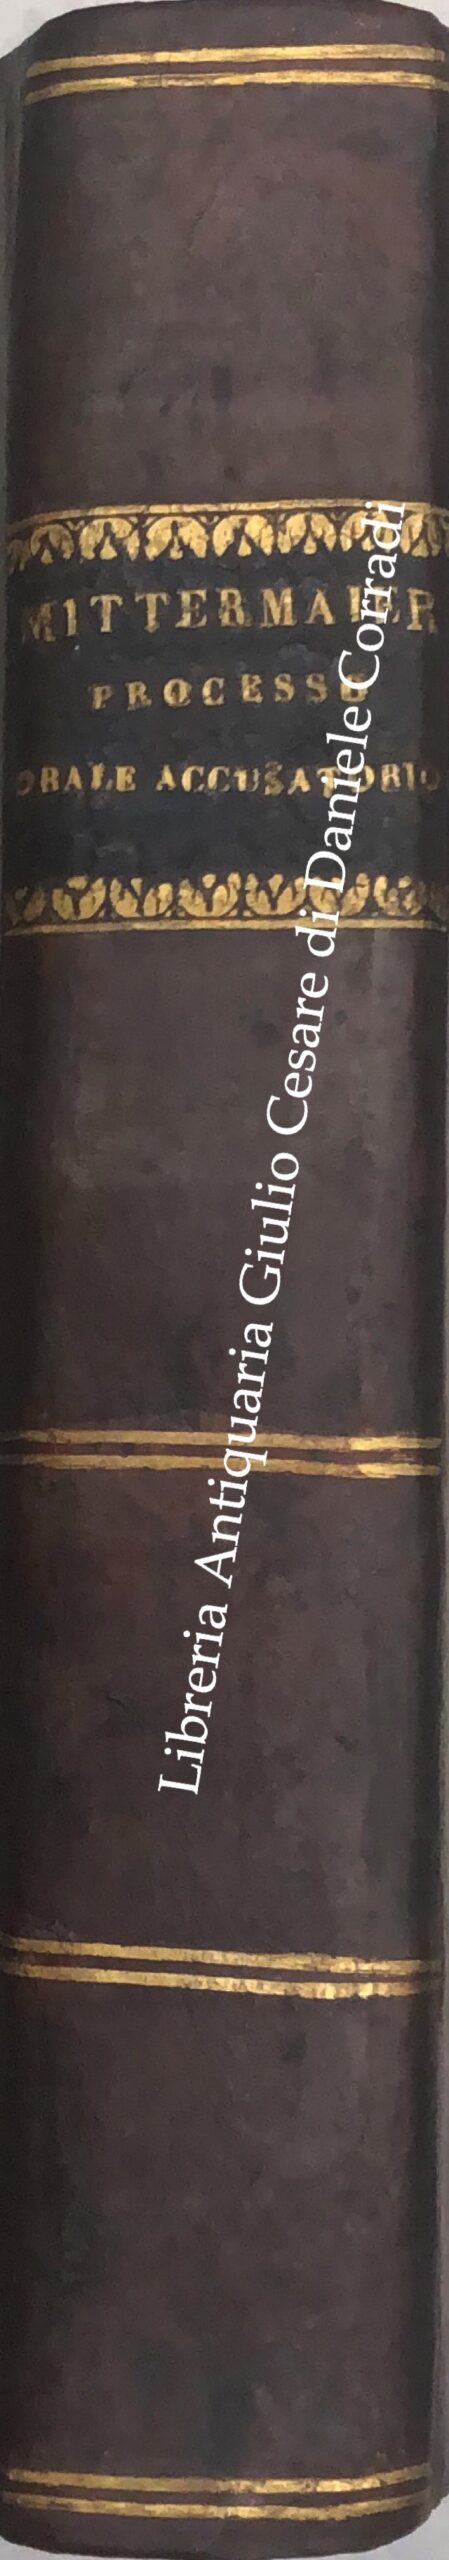 MITTERMAIER
PROCESSO
ORALE ACCUSATORIO
Libreria Antiquaria Giulio Cesare di Daniele Corradi